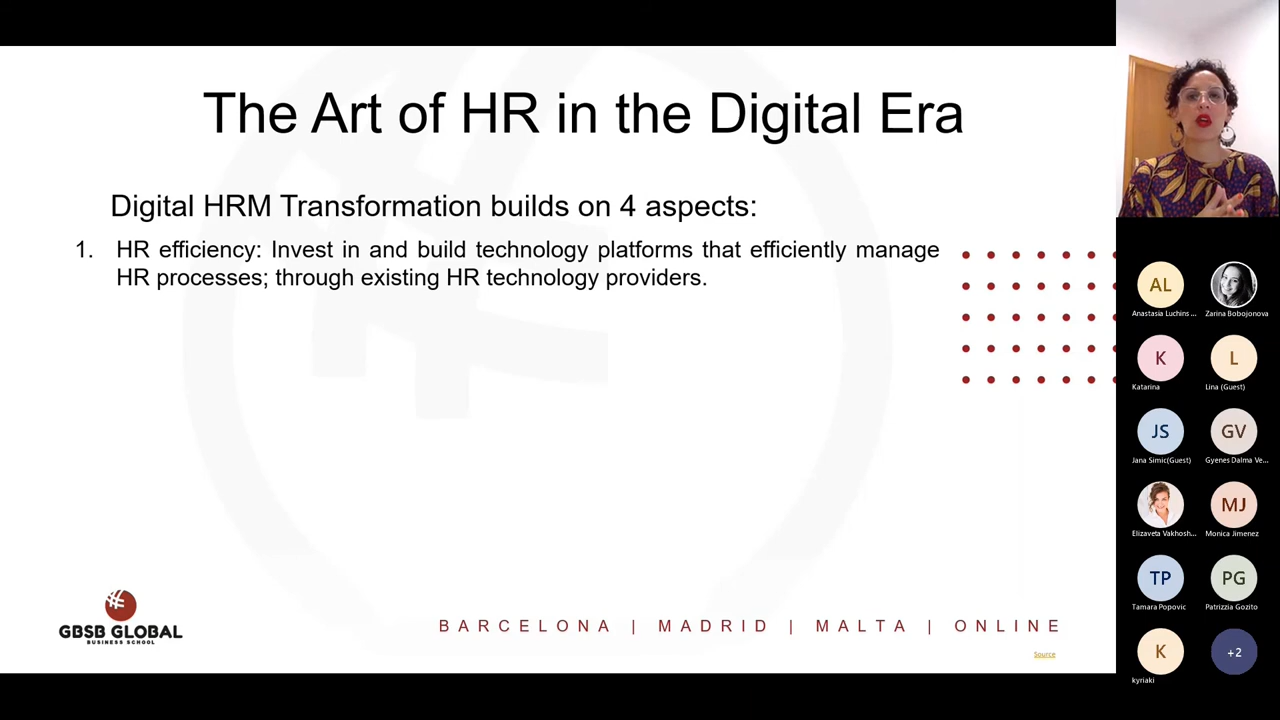 The Art of HR in the Digital Era
Digital HRM Transformation builds on 4 aspects:
1. HR efficiency: Invest in and build technology platforms that efficiently manage
HR processes; through existing HR technology providers.
GBSB GLOBAL
BUSINESS SCHOOL
BARCELONA | MADRID | MALTA | ONLINE
Source
AL
Anastasia Luchins...
Zarina Bobojonova
K
Katarina
L
Lina (Guest)
JS
Jana Simic(Guest)
GV
Gyenes Dalma Ve...
Elizaveta Vakhosh...
MJ
Monica Jimenez
TP
Tamara Popovic
PG
Patrizzia Gozito
K
kyriaki
+2